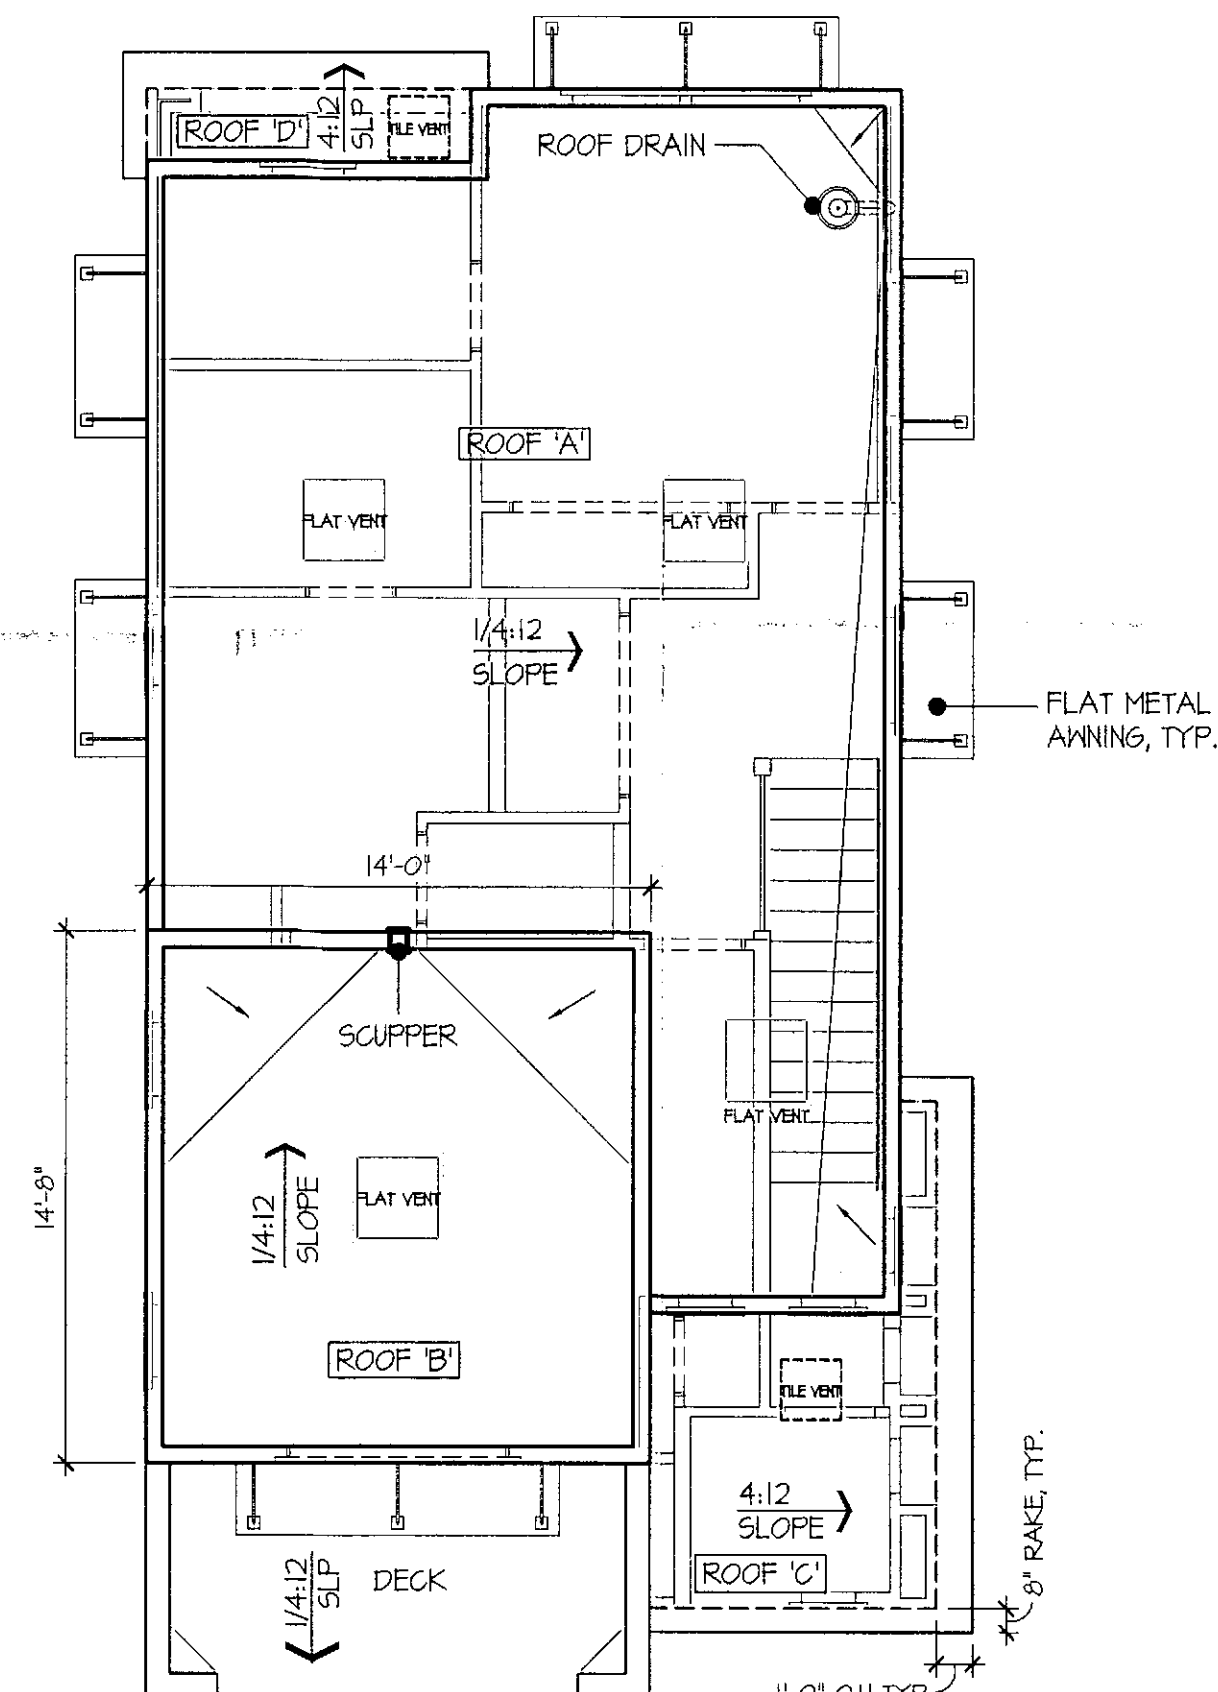 ROOF 'D'
4:12
SLP
TILE VENT
ROOF DRAIN
ROOF 'A'
FLAT VENT
FLAT VENT
1/4:12
SLOPE
FLAT METAL
AWNING, TYP.
14'-0"
SCUPPER
FLAT VENT
14'-8"
1/4:12
SLOPE
FLAT VENT
ROOF 'B'
TILE VENT
4:12
SLOPE
ROOF 'C'
8" RAKE, TYP.
1/4:12
SLP
DECK